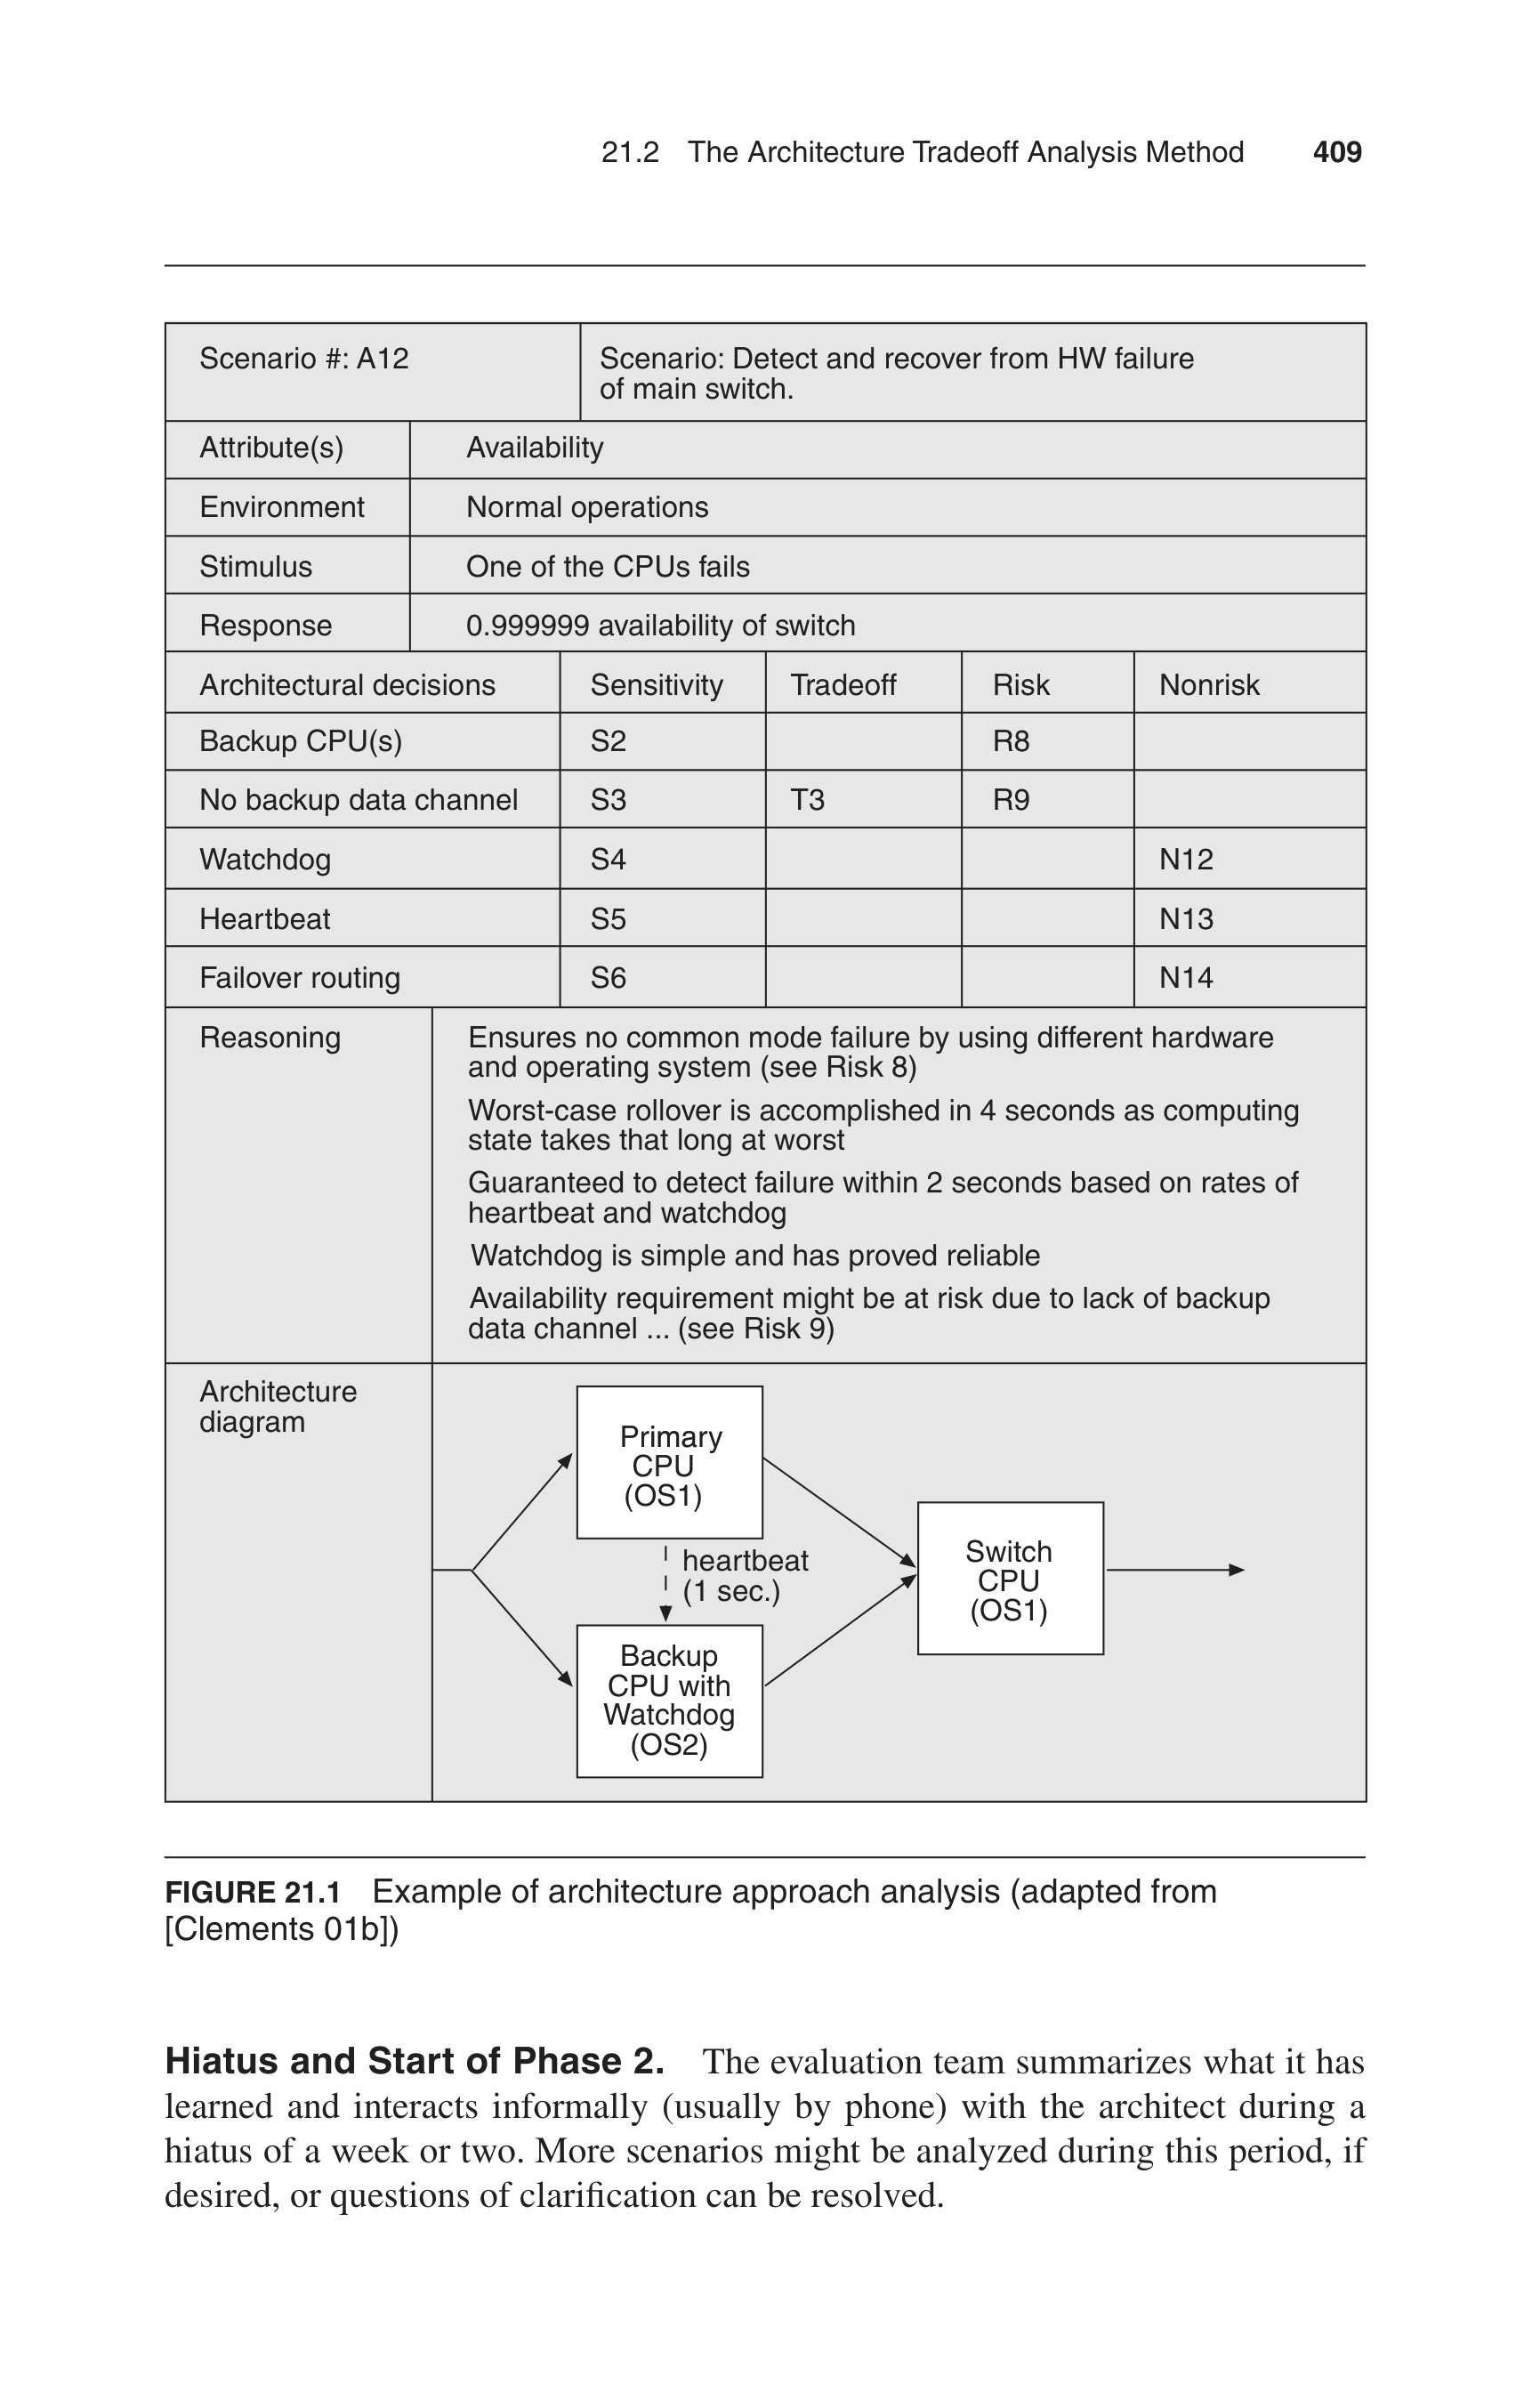 21.2 The Architecture Tradeoff Analysis Method 409
Scenario #: A12
Scenario: Detect and recover from HW failure
of main switch.
Attribute(s) Availability
Environment Normal operations
Stimulus One of the CPUs fails
Response 0.999999 availability of switch
Architectural decisions Sensitivity Tradeoff Risk Nonrisk
Backup CPU(s) S2 R8
No backup data channel S3 T3 R9
Watchdog S4 N12
Heartbeat S5 N13
Failover routing S6 N14
Reasoning
Ensures no common mode failure by using different hardware
and operating system (see Risk 8)
Worst-case rollover is accomplished in 4 seconds as computing
state takes that long at worst
Guaranteed to detect failure within 2 seconds based on rates of
heartbeat and watchdog
Watchdog is simple and has proved reliable
Availability requirement might be at risk due to lack of backup
data channel ... (see Risk 9)
Architecture
diagram
Primary
CPU
(OS1)
heartbeat
(1 sec.)
Backup
CPU with
Watchdog
(OS2)
Switch
CPU
(OS1)
FIGURE 21.1 Example of architecture approach analysis (adapted from
[Clements 01b])
Hiatus and Start of Phase 2. The evaluation team summarizes what it has
learned and interacts informally (usually by phone) with the architect during a
hiatus of a week or two. More scenarios might be analyzed during this period, if
desired, or questions of clarification can be resolved.